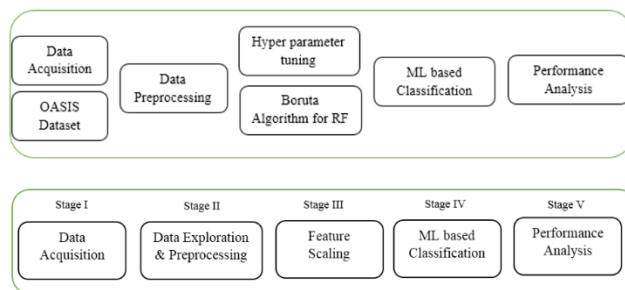 Data
Acquisition
OASIS
Dataset
Data
Preprocessing
Hyper parameter
tuning
Boruta
Algorithm for RF
ML based
Classification
Performance
Analysis
Stage I
Stage II
Stage III
Stage IV
Stage V
Data
Acquisition
Data Exploration
& Preprocessing
Feature
Scaling
ML based
Classification
Performance
Analysis